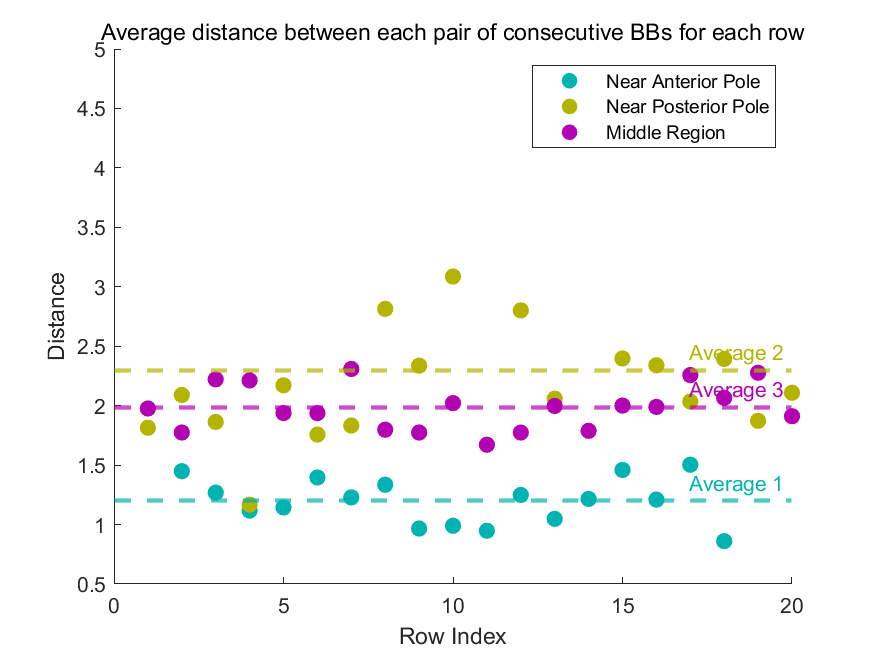 Average distance between each pair of consecutive BBs for each row
5
4.5
4
3.5
3
2.5
2
1.5
1
0.5
0
5
10
15
20
Distance
Row Index
Near Anterior Pole
Near Posterior Pole
Middle Region
Average 2
Average 3
Average 1